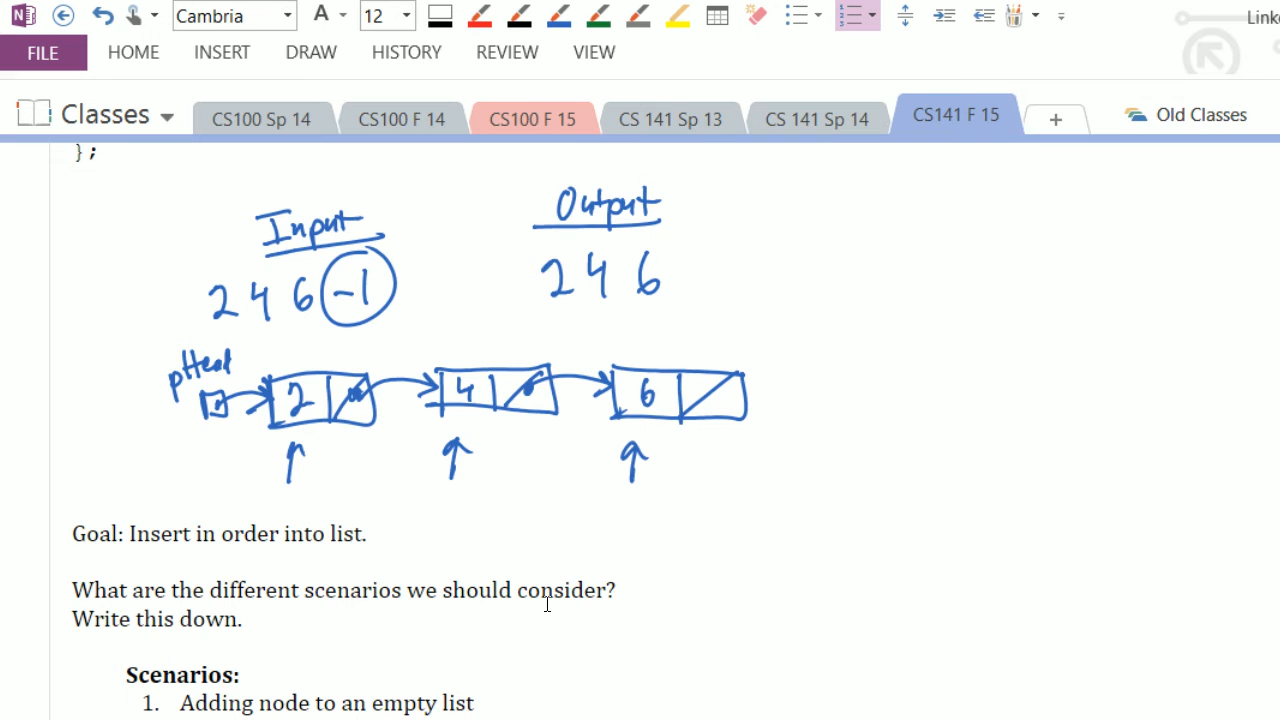 Cambria A 12 Linke
FILE HOME INSERT DRAW HISTORY REVIEW VIEW
Classes CS100 Sp 14 CS100 F 14 CS100 F 15 CS 141 Sp 13 CS 141 Sp 14 CS141 F 15 + Old Classes
};
Input Output
2 4 6 -1 2 4 6
pHead
2 4 6
Goal: Insert in order into list.
What are the different scenarios we should consider?
Write this down.
Scenarios:
1. Adding node to an empty list